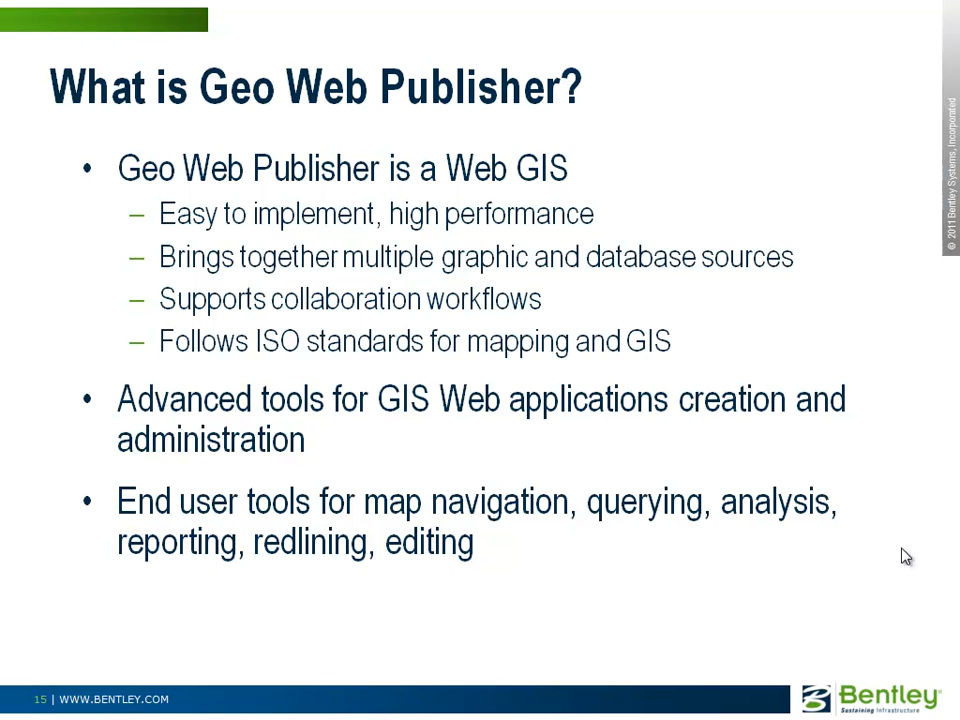 What is Geo Web Publisher?
• Geo Web Publisher is a Web GIS
– Easy to implement, high performance
– Brings together multiple graphic and database sources
– Supports collaboration workflows
– Follows ISO standards for mapping and GIS
• Advanced tools for GIS Web applications creation and
administration
• End user tools for map navigation, querying, analysis,
reporting, redlining, editing
© 2011 Bentley Systems, Incorporated
15 | WWW.BENTLEY.COM
Bentley®
Sustaining Infrastructure